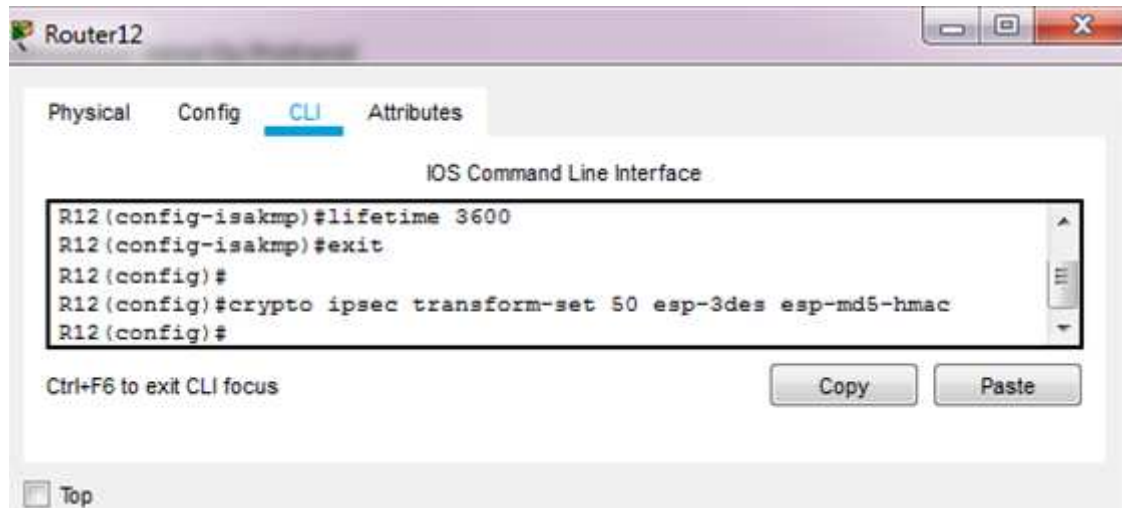 Router12
Physical Config CLI Attributes
IOS Command Line Interface
R12(config-isakmp)#lifetime 3600
R12(config-isakmp)#exit
R12(config)#
R12(config)#crypto ipsec transform-set 50 esp-3des esp-md5-hmac
R12(config)#
Ctrl+F6 to exit CLI focus
Copy Paste
Top